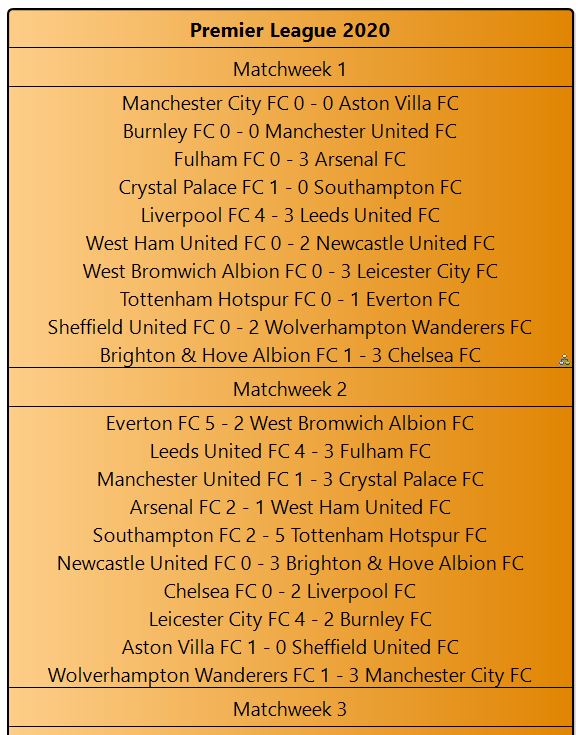 Premier League 2020
Matchweek 1
Manchester City FC 0 - 0 Aston Villa FC
Burnley FC 0 - 0 Manchester United FC
Fulham FC 0 - 3 Arsenal FC
Crystal Palace FC 1 - 0 Southampton FC
Liverpool FC 4 - 3 Leeds United FC
West Ham United FC 0 - 2 Newcastle United FC
West Bromwich Albion FC 0 - 3 Leicester City FC
Tottenham Hotspur FC 0 - 1 Everton FC
Sheffield United FC 0 - 2 Wolverhampton Wanderers FC
Brighton & Hove Albion FC 1 - 3 Chelsea FC
Matchweek 2
Everton FC 5 - 2 West Bromwich Albion FC
Leeds United FC 4 - 3 Fulham FC
Manchester United FC 1 - 3 Crystal Palace FC
Arsenal FC 2 - 1 West Ham United FC
Southampton FC 2 - 5 Tottenham Hotspur FC
Newcastle United FC 0 - 3 Brighton & Hove Albion FC
Chelsea FC 0 - 2 Liverpool FC
Leicester City FC 4 - 2 Burnley FC
Aston Villa FC 1 - 0 Sheffield United FC
Wolverhampton Wanderers FC 1 - 3 Manchester City FC
Matchweek 3